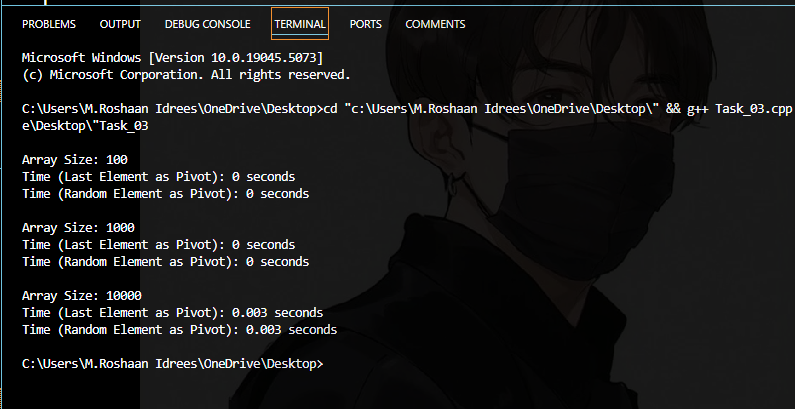 PROBLEMS OUTPUT DEBUG CONSOLE TERMINAL PORTS COMMENTS
Microsoft Windows [Version 10.0.19045.5073]
(c) Microsoft Corporation. All rights reserved.
C:\Users\M.Roshaan Idrees\OneDrive\Desktop>cd "c:\Users\M.Roshaan Idrees\OneDrive\Desktop\" && g++ Task_03.cpp
e\Desktop\"Task_03
Array Size: 100
Time (Last Element as Pivot): 0 seconds
Time (Random Element as Pivot): 0 seconds
Array Size: 1000
Time (Last Element as Pivot): 0 seconds
Time (Random Element as Pivot): 0 seconds
Array Size: 10000
Time (Last Element as Pivot): 0.003 seconds
Time (Random Element as Pivot): 0.003 seconds
C:\Users\M.Roshaan Idrees\OneDrive\Desktop>